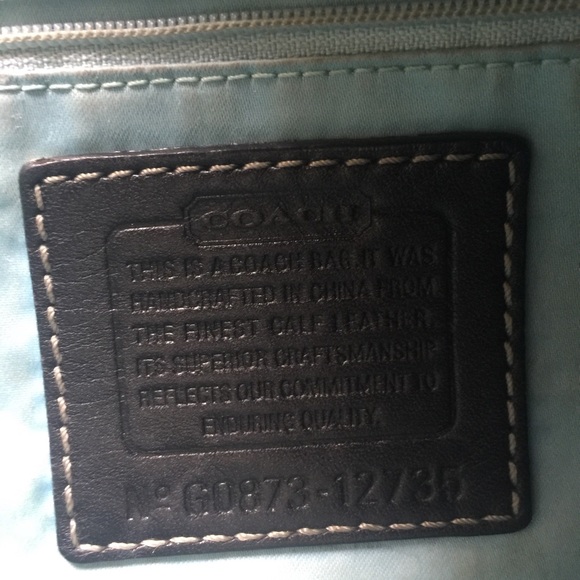 COACH
THIS IS A COACH BAG. IT WAS
HANDCRAFTED IN CHINA FROM
THE FINEST CALF LEATHER.
ITS SUPERIOR CRAFTSMANSHIP
REFLECTS OUR COMMITMENT TO
ENDURING QUALITY.
Nº G0873-12735